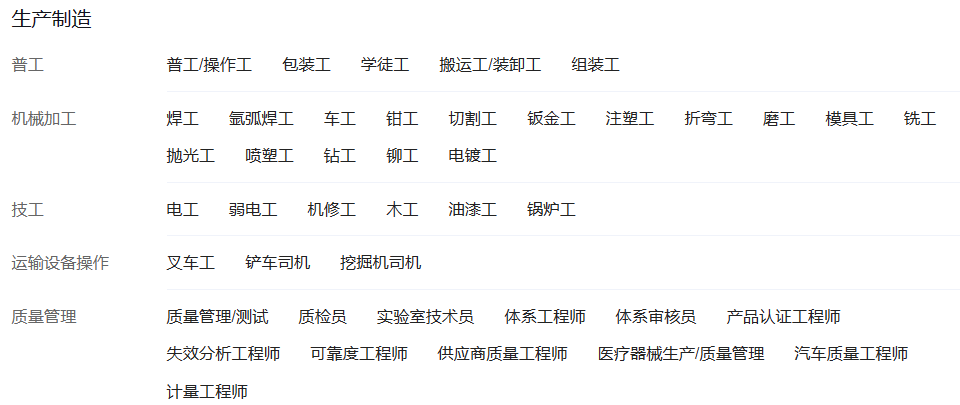 生产制造
普工 普工/操作工 包装工 学徒工 搬运工/装卸工 组装工
机械加工 焊工 氩弧焊工 车工 钳工 切割工 钣金工 注塑工 折弯工 磨工 模具工 铣工
抛光工 喷塑工 钻工 铆工 电镀工
技工 电工 弱电工 机修工 木工 油漆工 锅炉工
运输设备操作 叉车工 铲车司机 挖掘机司机
质量管理 质量管理/测试 质检员 实验室技术员 体系工程师 体系审核员 产品认证工程师
失效分析工程师 可靠度工程师 供应商质量工程师 医疗器械生产/质量管理 汽车质量工程师
计量工程师